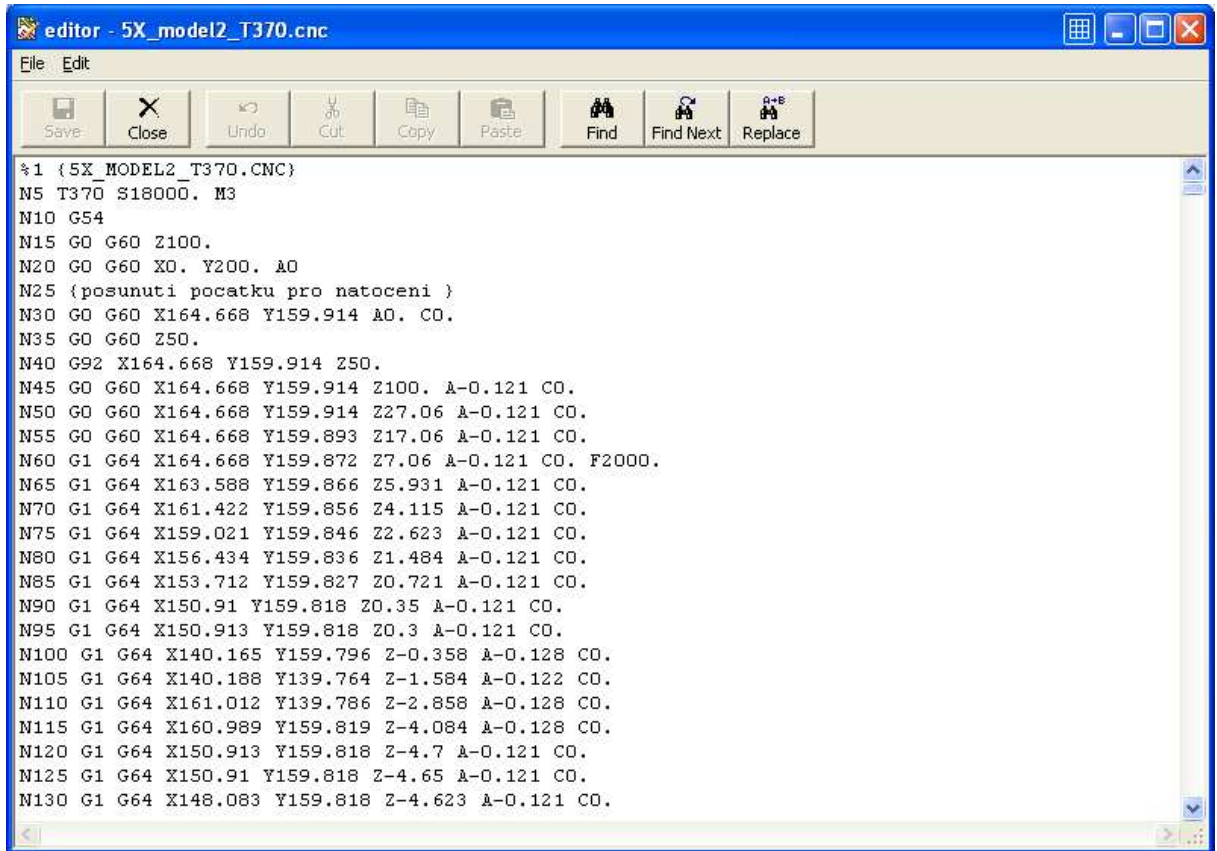 editor - 5X_model2_T370.cnc
File Edit
Save Close Undo Cut Copy Paste Find Find Next Replace
%1 {5X_MODEL2_T370.CNC}
N5 T370 S18000. M3
N10 G54
N15 G0 G60 Z100.
N20 G0 G60 X0. Y200. A0
N25 {posunuti pocatku pro natoceni }
N30 G0 G60 X164.668 Y159.914 A0. C0.
N35 G0 G60 Z50.
N40 G92 X164.668 Y159.914 Z50.
N45 G0 G60 X164.668 Y159.914 Z100. A-0.121 C0.
N50 G0 G60 X164.668 Y159.914 Z27.06 A-0.121 C0.
N55 G0 G60 X164.668 Y159.893 Z17.06 A-0.121 C0.
N60 G1 G64 X164.668 Y159.872 Z7.06 A-0.121 C0. F2000.
N65 G1 G64 X163.588 Y159.866 Z5.931 A-0.121 C0.
N70 G1 G64 X161.422 Y159.856 Z4.115 A-0.121 C0.
N75 G1 G64 X159.021 Y159.846 Z2.623 A-0.121 C0.
N80 G1 G64 X156.434 Y159.836 Z1.484 A-0.121 C0.
N85 G1 G64 X153.712 Y159.827 Z0.721 A-0.121 C0.
N90 G1 G64 X150.91 Y159.818 Z0.35 A-0.121 C0.
N95 G1 G64 X150.913 Y159.818 Z0.3 A-0.121 C0.
N100 G1 G64 X140.165 Y159.796 Z-0.358 A-0.128 C0.
N105 G1 G64 X140.188 Y139.764 Z-1.584 A-0.122 C0.
N110 G1 G64 X161.012 Y139.786 Z-2.858 A-0.128 C0.
N115 G1 G64 X160.989 Y159.819 Z-4.084 A-0.128 C0.
N120 G1 G64 X150.913 Y159.818 Z-4.7 A-0.121 C0.
N125 G1 G64 X150.91 Y159.818 Z-4.65 A-0.121 C0.
N130 G1 G64 X148.083 Y159.818 Z-4.623 A-0.121 C0.